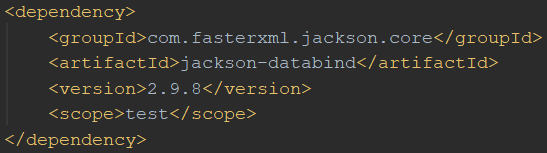 <dependency>
    <groupId>com.fasterxml.jackson.core</groupId>
    <artifactId>jackson-databind</artifactId>
    <version>2.9.8</version>
    <scope>test</scope>
</dependency>